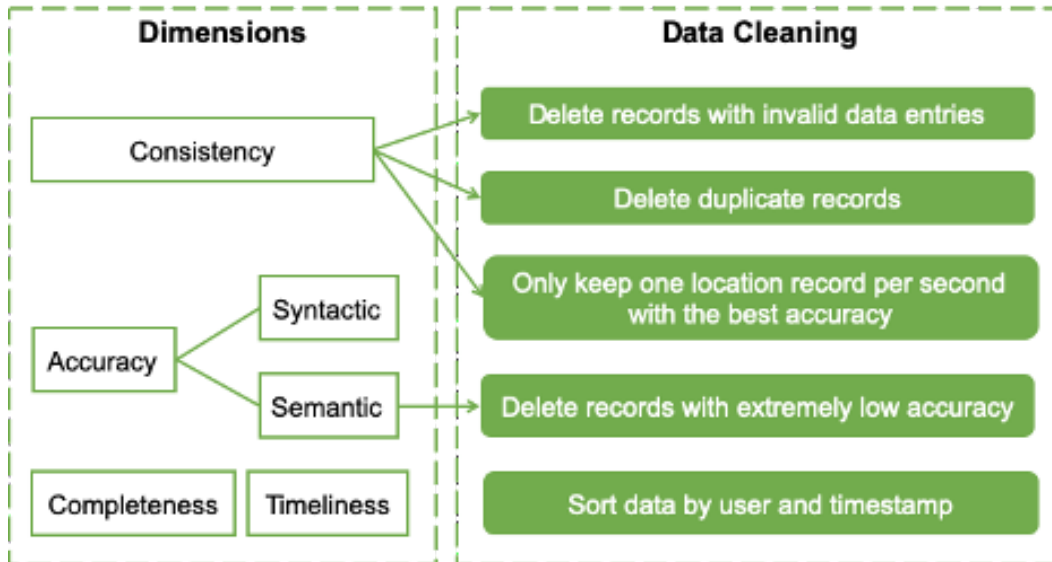 Dimensions
Consistency
Accuracy
Syntactic
Semantic
Completeness
Timeliness
Data Cleaning
Delete records with invalid data entries
Delete duplicate records
Only keep one location record per second
with the best accuracy
Delete records with extremely low accuracy
Sort data by user and timestamp